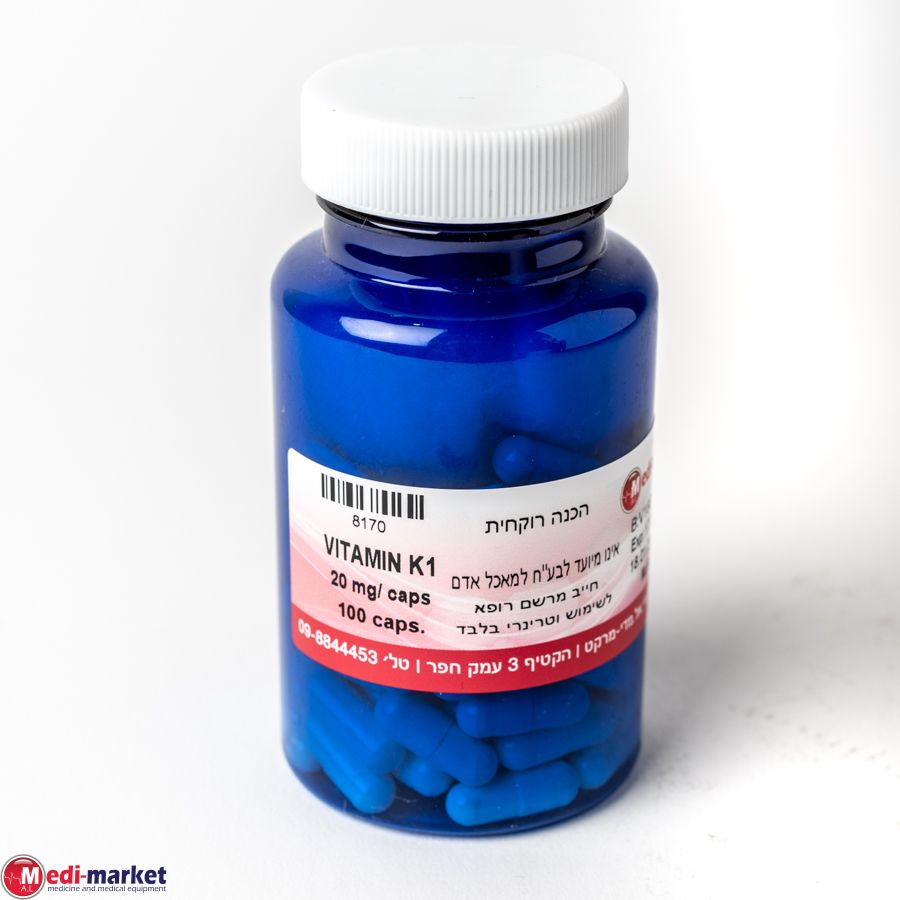 8170
VITAMIN K1
20 mg/ caps
100 caps.
הכנה רוקחית
אינו מיועד לבע"ח למאכל אדם
חייב מרשם רופא
לשימוש וטרינרי בלבד
מדי-מרקט | הקטיף 3 עמק חפר | טל׳ 09-8844453
Medi-market
A.L
medicine and medical equipment